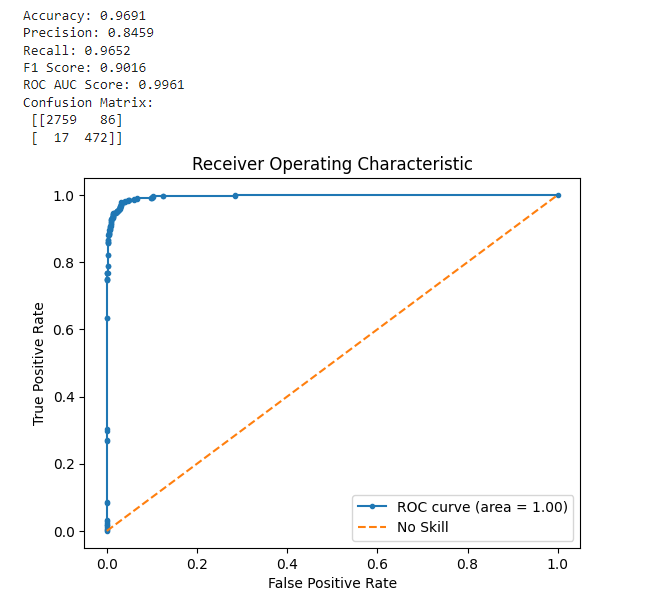 Accuracy: 0.9691
Precision: 0.8459
Recall: 0.9652
F1 Score: 0.9016
ROC AUC Score: 0.9961
Confusion Matrix:
[[2759   86]
[  17  472]]
Receiver Operating Characteristic
True Positive Rate
1.0
0.8
0.6
0.4
0.2
0.0
ROC curve (area = 1.00)
No Skill
0.0 0.2 0.4 0.6 0.8 1.0
False Positive Rate